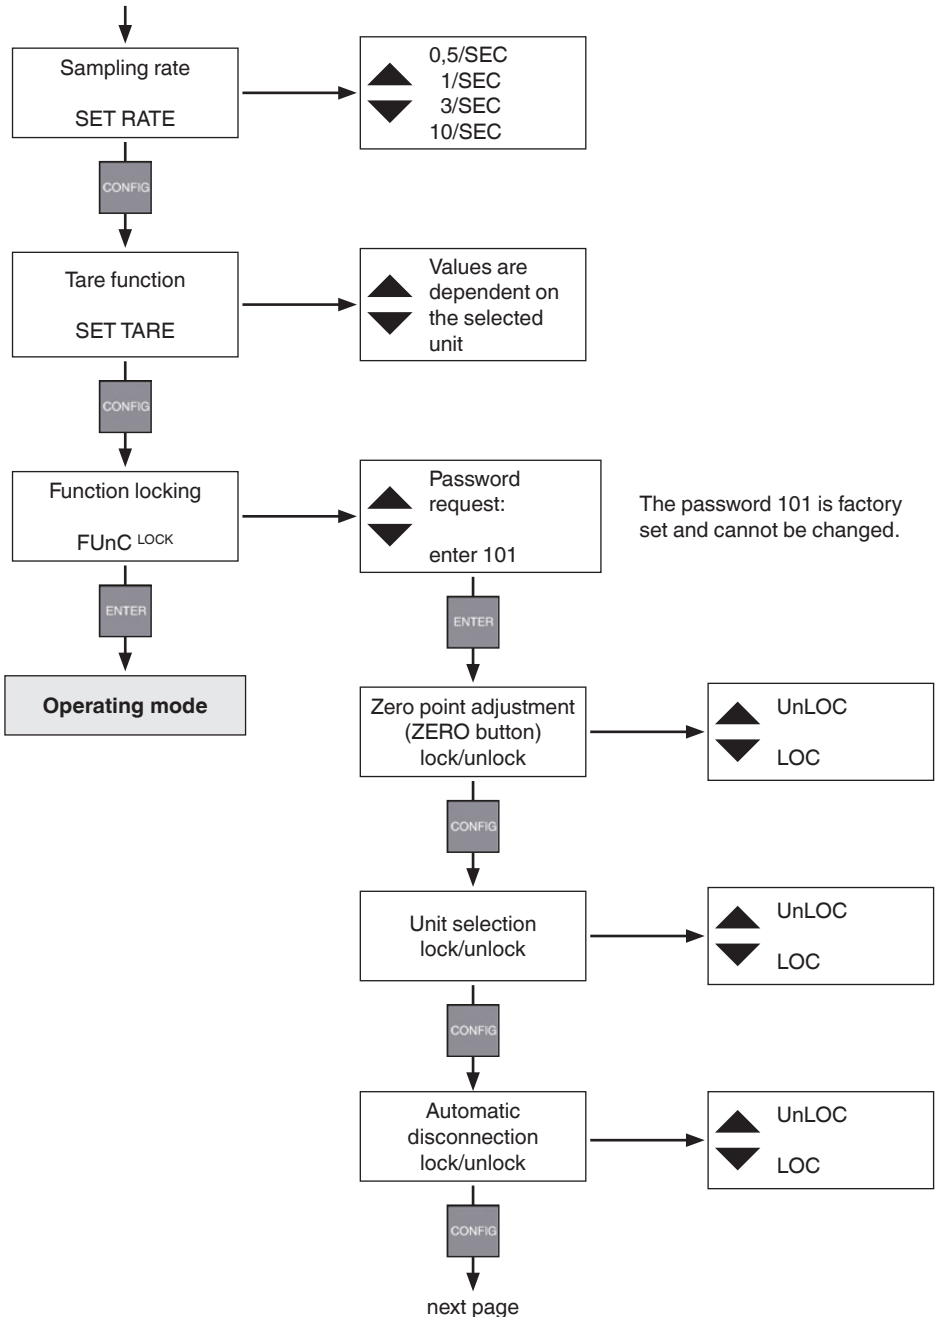 Sampling rate
SET RATE
0,5/SEC
1/SEC
3/SEC
10/SEC
CONFIG
Tare function
SET TARE
Values are
dependent on
the selected
unit
CONFIG
Function locking
FUnC LOCK
Password
request:
enter 101
The password 101 is factory
set and cannot be changed.
ENTER
ENTER
Operating mode
Zero point adjustment
(ZERO button)
lock/unlock
UnLOC
LOC
CONFIG
Unit selection
lock/unlock
UnLOC
LOC
CONFIG
Automatic
disconnection
lock/unlock
UnLOC
LOC
CONFIG
next page